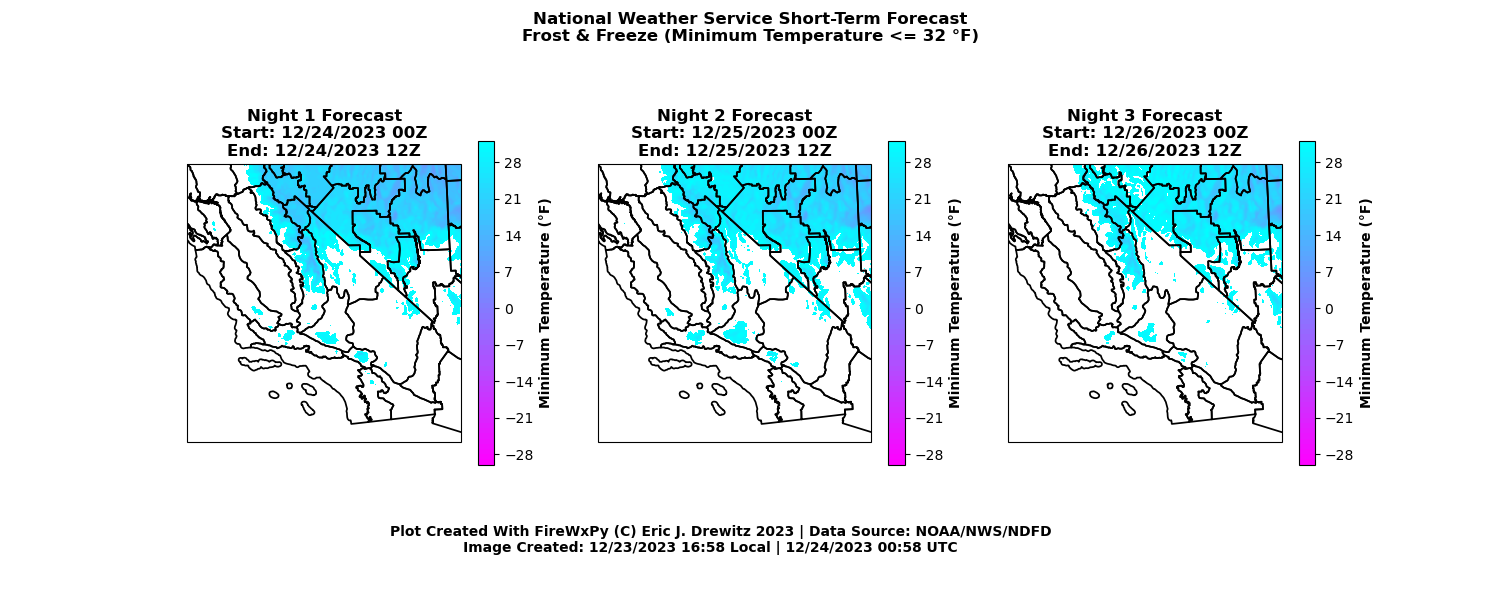 National Weather Service Short-Term Forecast
Frost & Freeze (Minimum Temperature <= 32 °F)
Night 1 Forecast
Start: 12/24/2023 00Z
End: 12/24/2023 12Z
28
21
14
7
0
−7
−14
−21
−28
Minimum Temperature (°F)
Night 2 Forecast
Start: 12/25/2023 00Z
End: 12/25/2023 12Z
28
21
14
7
0
−7
−14
−21
−28
Minimum Temperature (°F)
Night 3 Forecast
Start: 12/26/2023 00Z
End: 12/26/2023 12Z
28
21
14
7
0
−7
−14
−21
−28
Minimum Temperature (°F)
Plot Created With FireWxPy (C) Eric J. Drewitz 2023 | Data Source: NOAA/NWS/NDFD
Image Created: 12/23/2023 16:58 Local | 12/24/2023 00:58 UTC